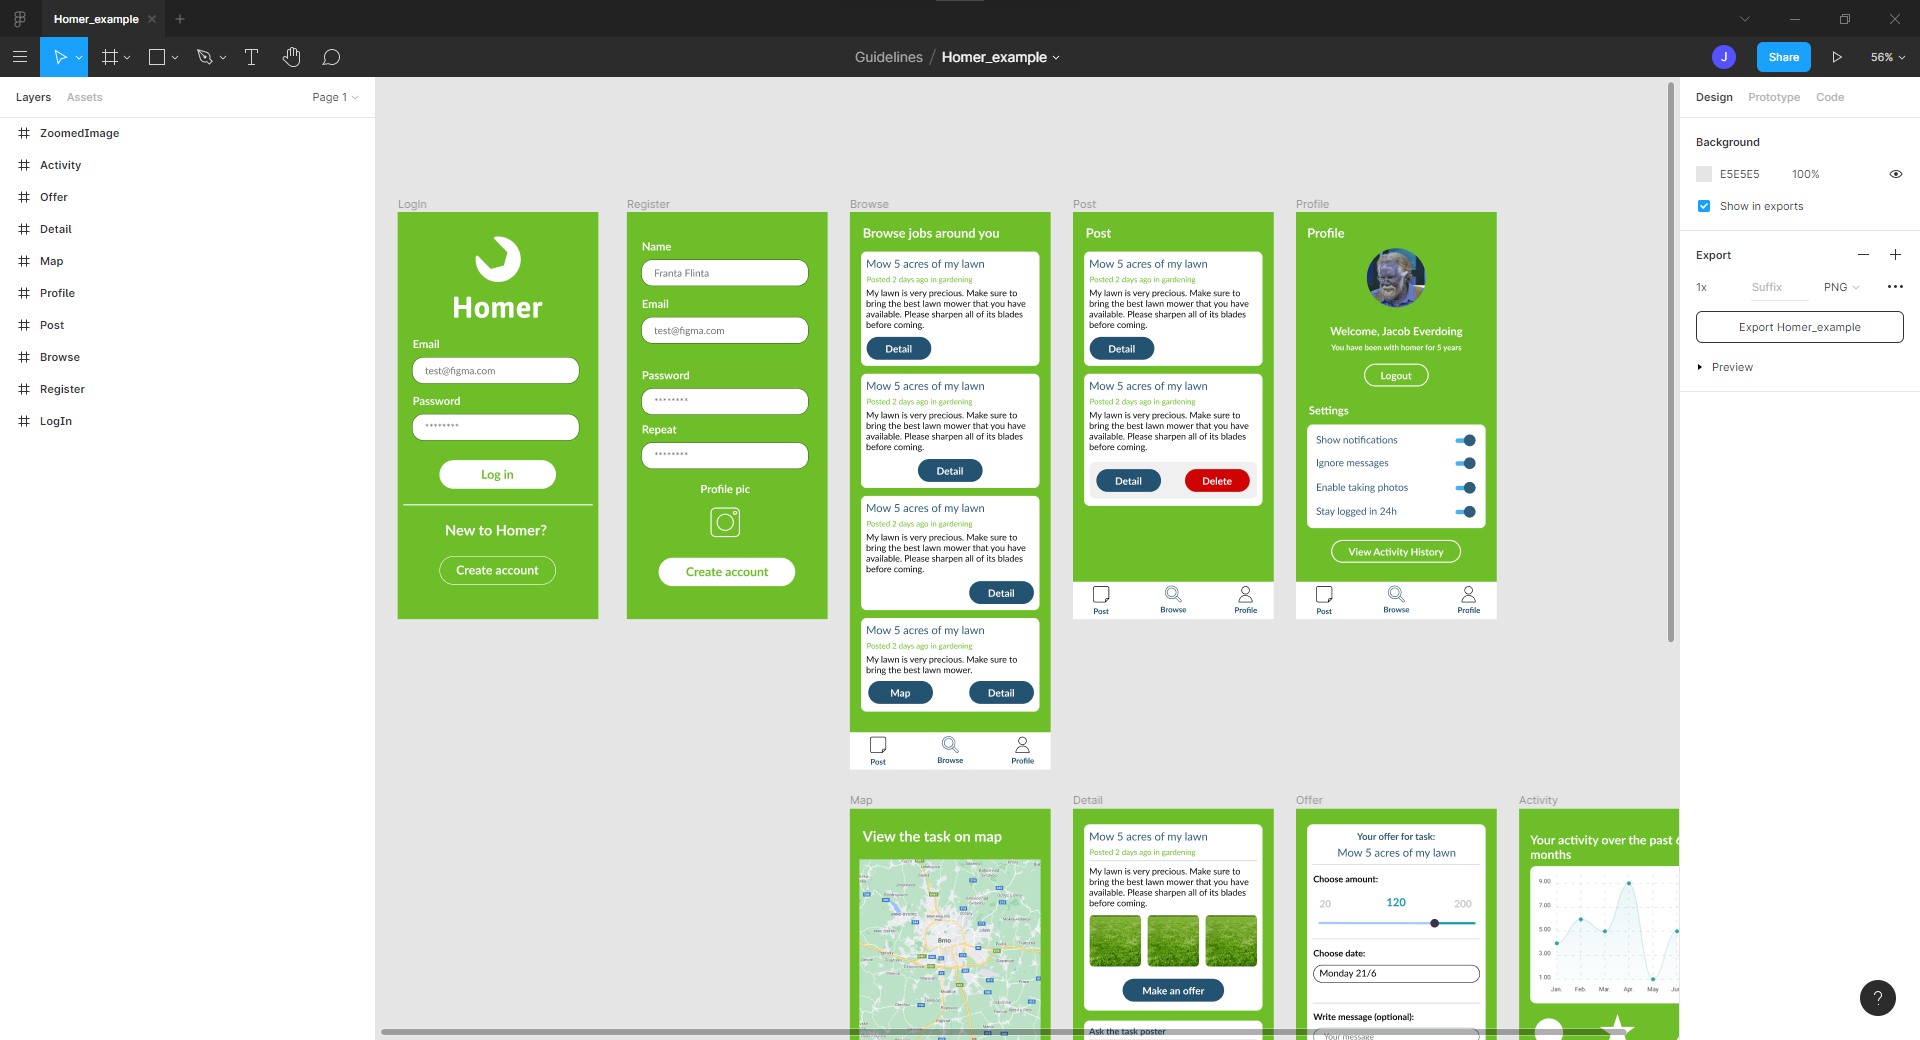 Homer_example
Guidelines / Homer_example
J
Share
56%
Layers
Assets
Page 1
ZoomedImage
Activity
Offer
Detail
Map
Profile
Post
Browse
Register
LogIn
LogIn
Homer
Email
test@figma.com
Password
********
Log in
New to Homer?
Create account
Register
Name
Franta Flinta
Email
test@figma.com
Password
********
Repeat
********
Profile pic
Create account
Browse
Browse jobs around you
Mow 5 acres of my lawn
Posted 2 days ago in gardening
My lawn is very precious. Make sure to
bring the best lawn mower that you have
available. Please sharpen all of its blades
before coming.
Detail
Mow 5 acres of my lawn
Posted 2 days ago in gardening
My lawn is very precious. Make sure to
bring the best lawn mower that you have
available. Please sharpen all of its blades
before coming.
Detail
Mow 5 acres of my lawn
Posted 2 days ago in gardening
My lawn is very precious. Make sure to
bring the best lawn mower that you have
available. Please sharpen all of its blades
before coming.
Detail
Mow 5 acres of my lawn
Posted 2 days ago in gardening
My lawn is very precious. Make sure to
bring the best lawn mower.
Map
Detail
Post
Browse
Profile
Post
Post
Mow 5 acres of my lawn
Posted 2 days ago in gardening
My lawn is very precious. Make sure to
bring the best lawn mower that you have
available. Please sharpen all of its blades
before coming.
Detail
Mow 5 acres of my lawn
Posted 2 days ago in gardening
My lawn is very precious. Make sure to
bring the best lawn mower that you have
available. Please sharpen all of its blades
before coming.
Detail
Delete
Post
Browse
Profile
Profile
Profile
Welcome, Jacob Everdoing
You have been with homer for 5 years
Logout
Settings
Show notifications
Ignore messages
Enable taking photos
Stay logged in 24h
View Activity History
Post
Browse
Profile
Map
View the task on map
Brno
Detail
Mow 5 acres of my lawn
Posted 2 days ago in gardening
My lawn is very precious. Make sure to
bring the best lawn mower that you have
available. Please sharpen all of its blades
before coming.
Make an offer
Ask the task poster
Offer
Your offer for task:
Mow 5 acres of my lawn
Choose amount:
20
120
200
Choose date:
Monday 21/6
Write message (optional):
Your message
Activity
Your activity over the past
months
9.00
7.00
5.00
3.00
1.00
Jan.
Feb.
Mar.
Apr.
May
Design
Prototype
Code
Background
E5E5E5
100%
Show in exports
Export
1x
Suffix
PNG
Export Homer_example
Preview
?